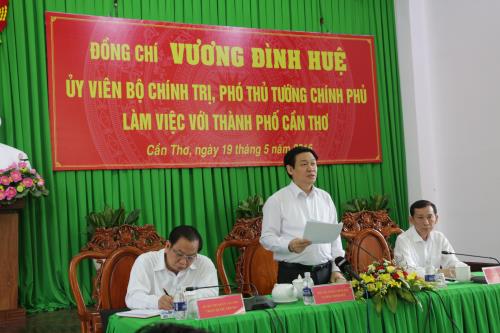 ĐỒNG CHÍ VƯƠNG ĐÌNH HUỆ
ỦY VIÊN BỘ CHÍNH TRỊ, PHÓ THỦ TƯỚNG CHÍNH PHỦ
LÀM VIỆC VỚI THÀNH PHỐ CẦN THƠ
Cần Thơ, ngày 19 tháng 5 năm